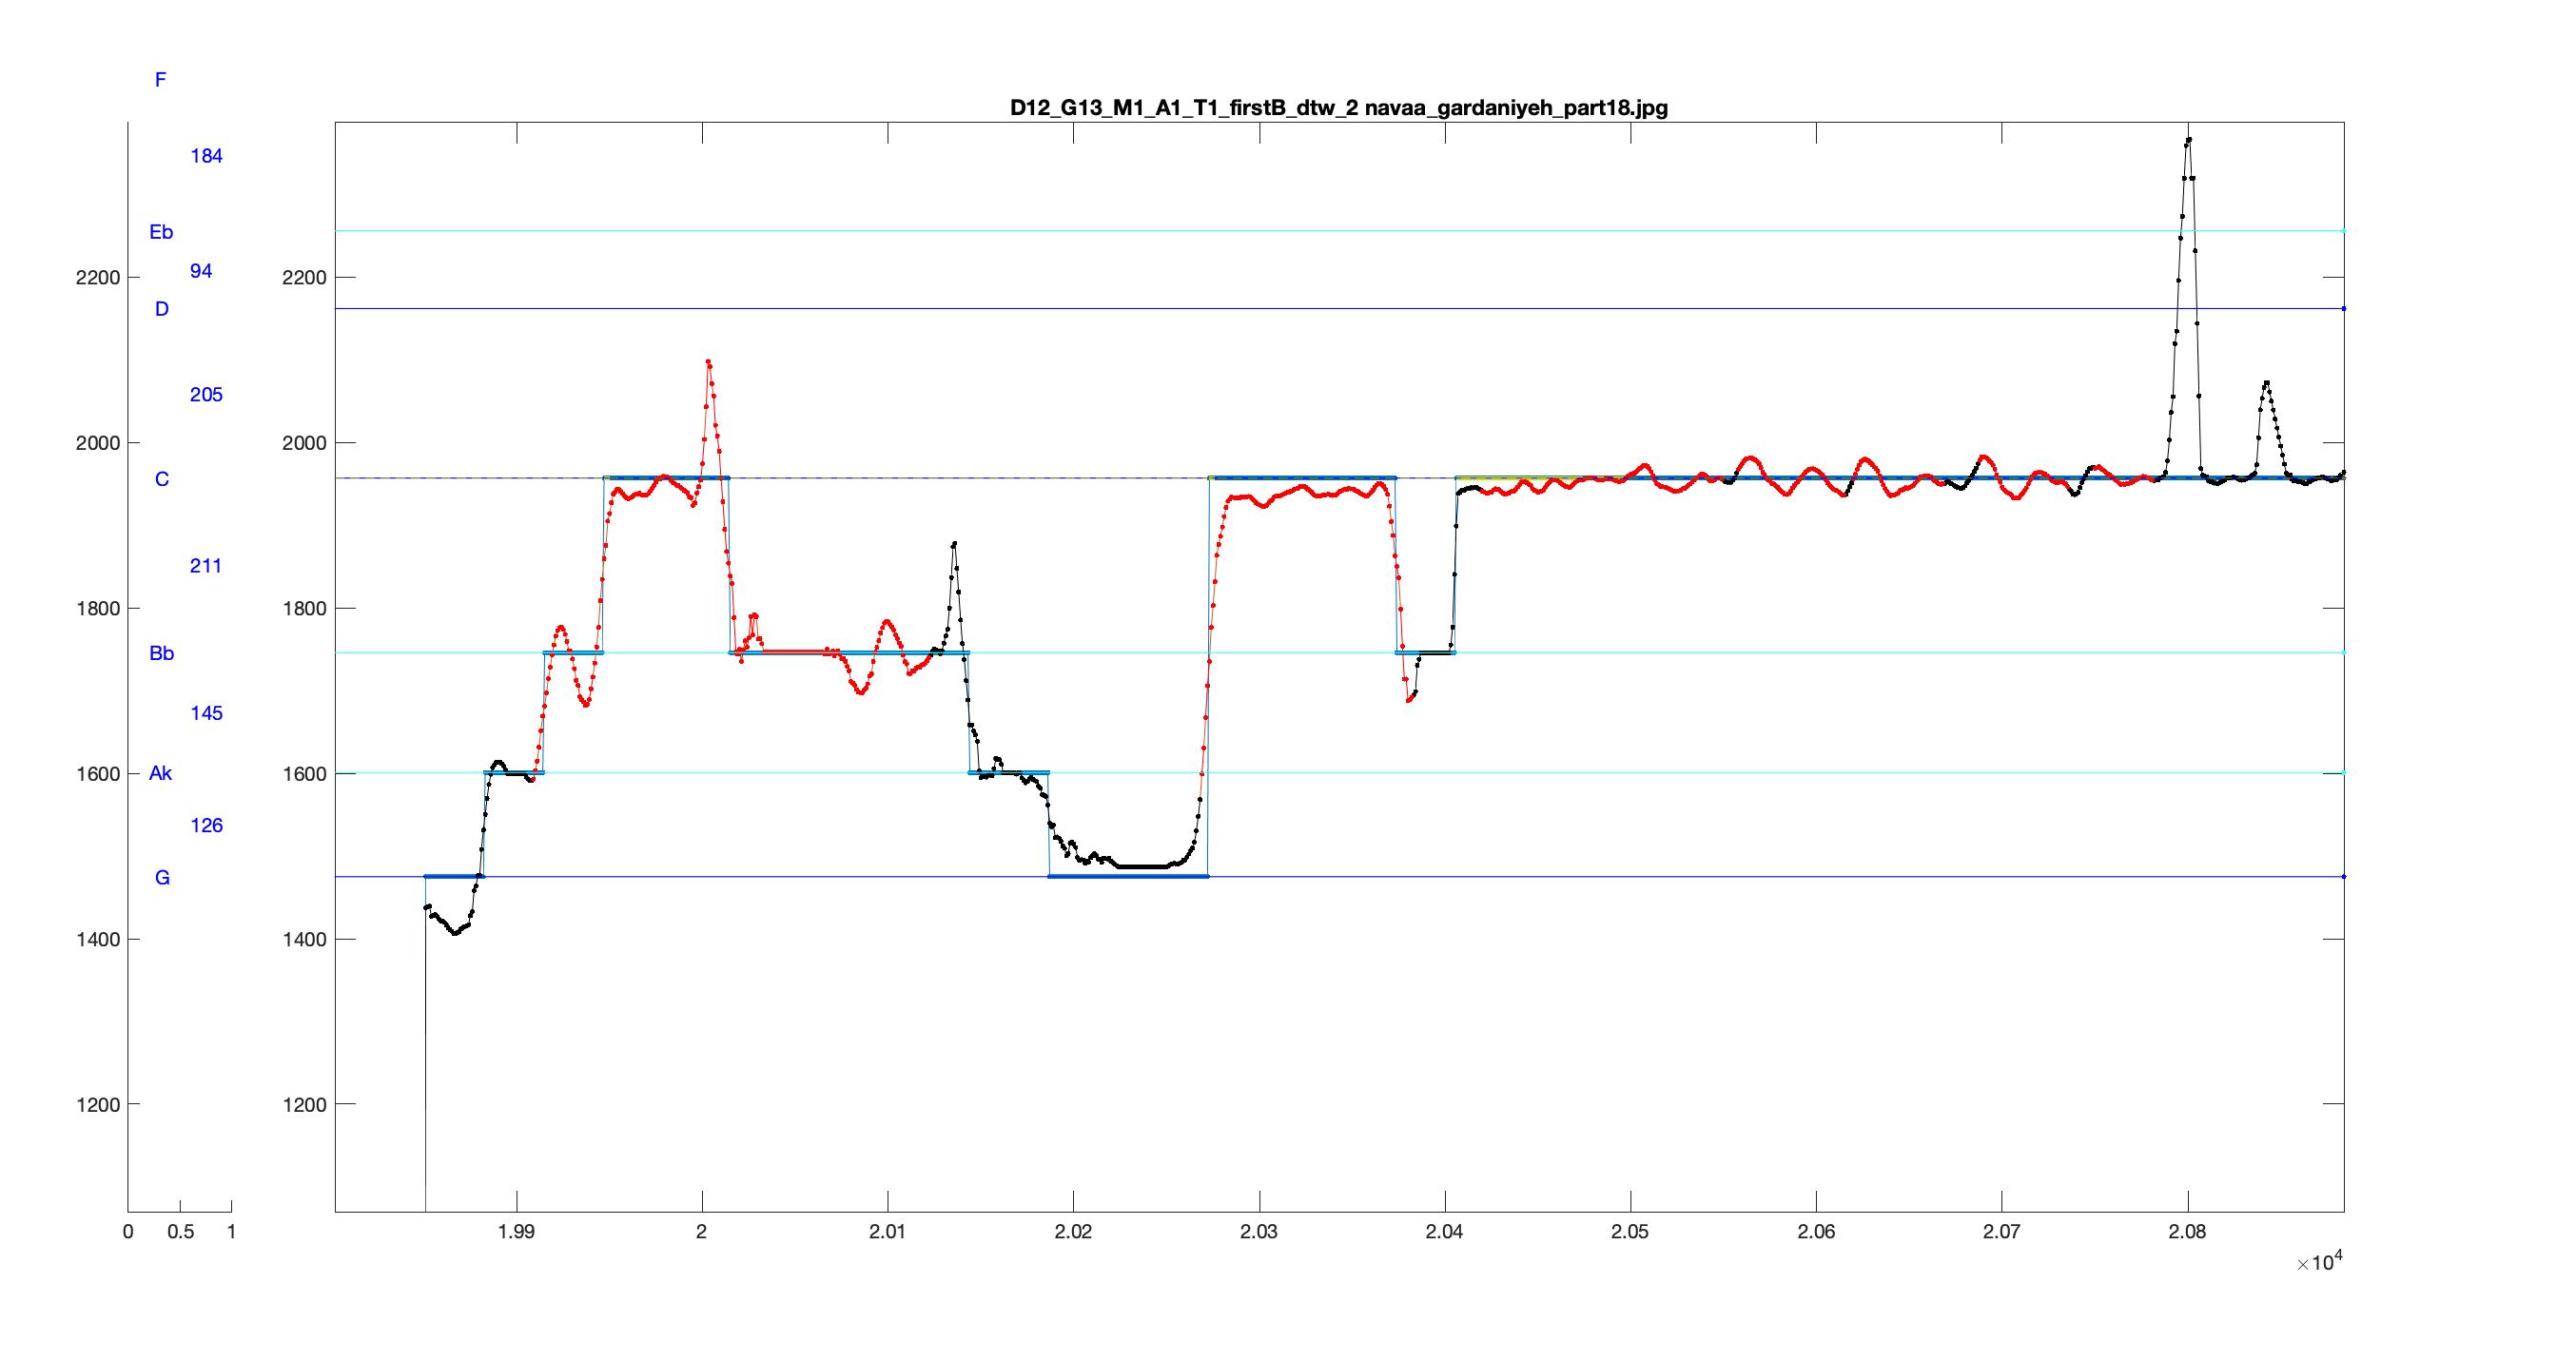 F
D12_G13_M1_A1_T1_firstB_dtw_2 navaa_gardaniyeh_part18.jpg
184
Eb
94
2200
2200
D
205
2000
2000
C
211
1800
1800
Bb
145
1600
Ak
1600
126
G
1400
1400
1200
1200
0 0.5 1
1.99 2 2.01 2.02 2.03 2.04 2.05 2.06 2.07 2.08
×10^4